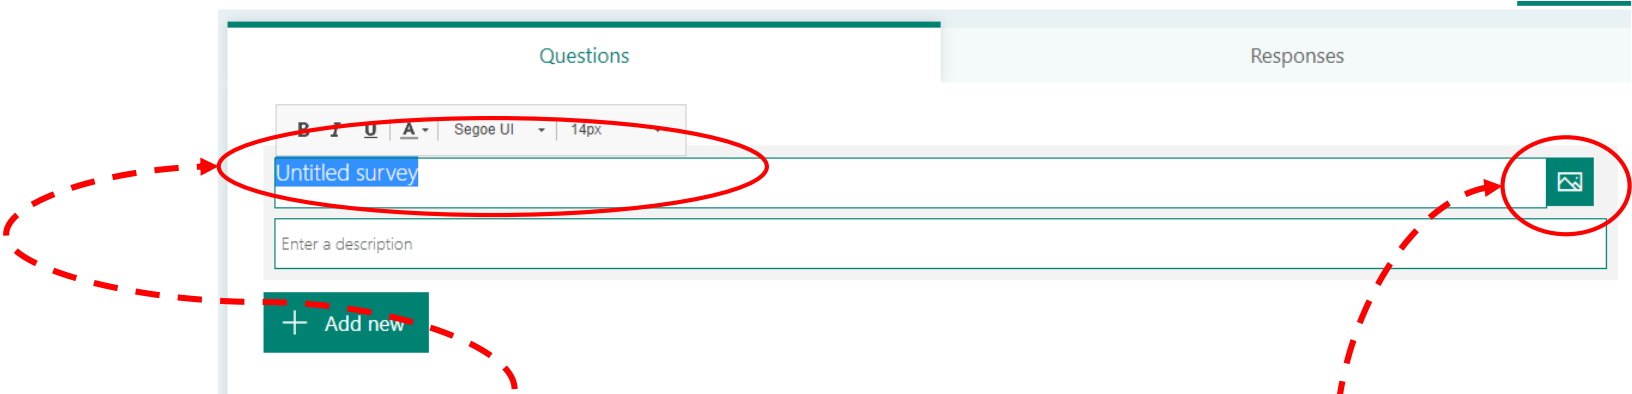 Questions Responses
B I U A Segoe UI 14px
Untitled survey
Enter a description
Add new